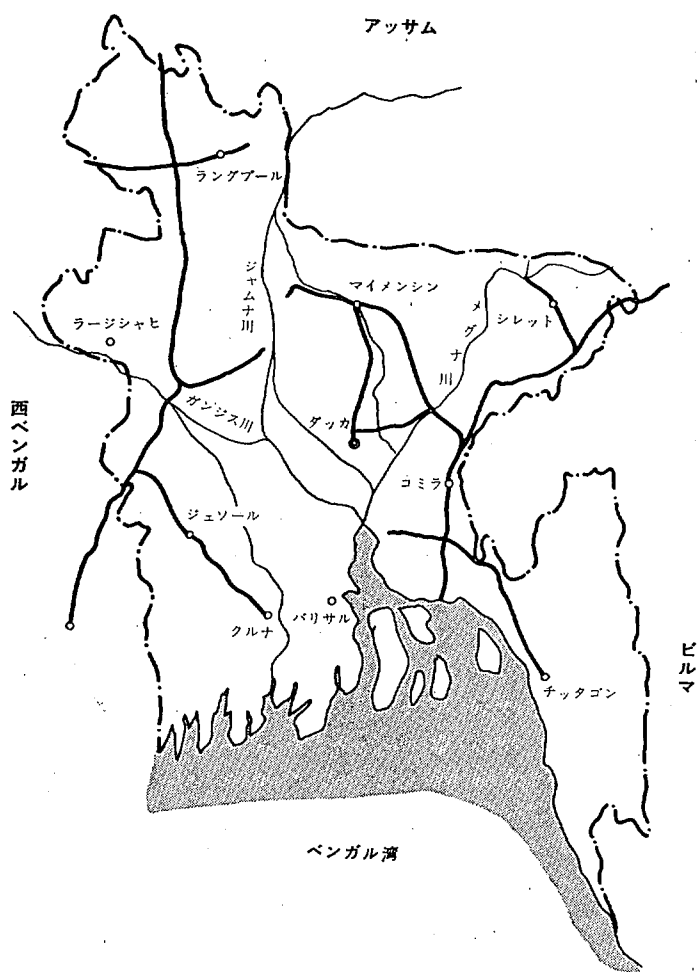 アッサム
ラングプール
ジャムナ川
マイメンシン
メグナ川
シレット
ラージシャヒ
西ベンガル
ガンジス川
ダッカ
コミラ
ジェソール
クルナ
バリサル
チッタゴン
ビルマ
ベンガル湾